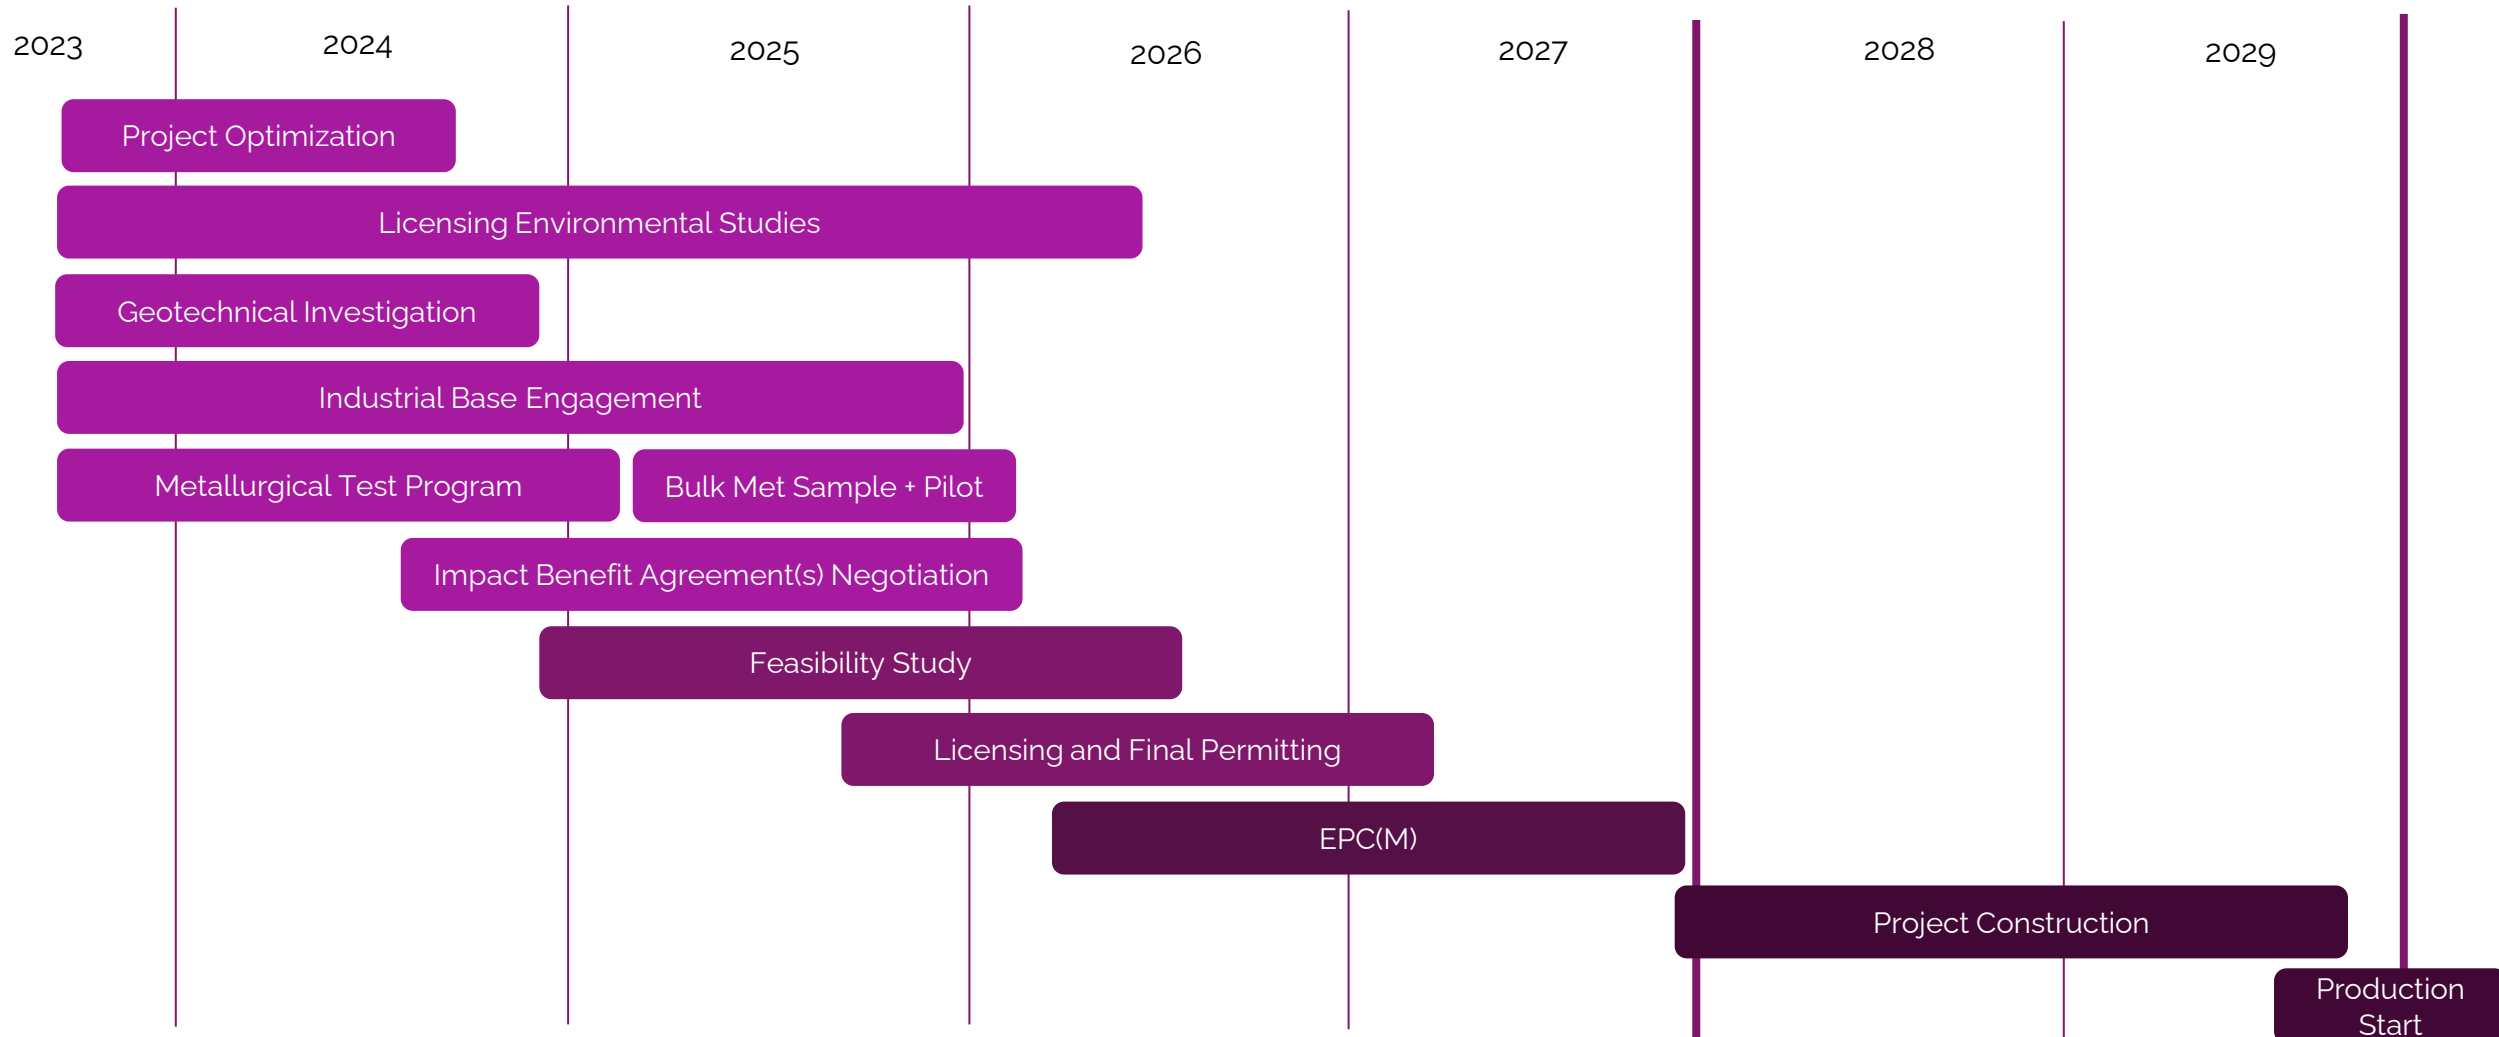 2023
2024
2025
2026
2027
2028
2029
Project Optimization
Licensing Environmental Studies
Geotechnical Investigation
Industrial Base Engagement
Metallurgical Test Program
Bulk Met Sample + Pilot
Impact Benefit Agreement(s) Negotiation
Feasibility Study
Licensing and Final Permitting
EPC(M)
Project Construction
Production
Start